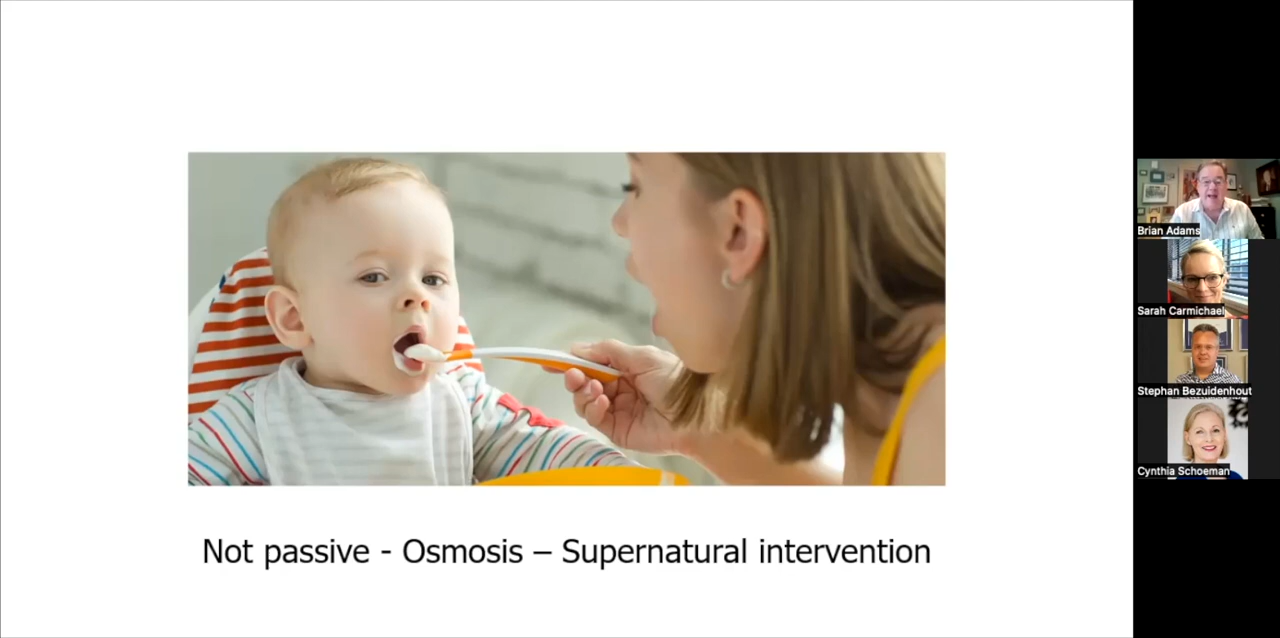 Not passive - Osmosis – Supernatural intervention
Brian Adams
Sarah Carmichael
Stephan Bezuidenhout
Cynthia Schoeman